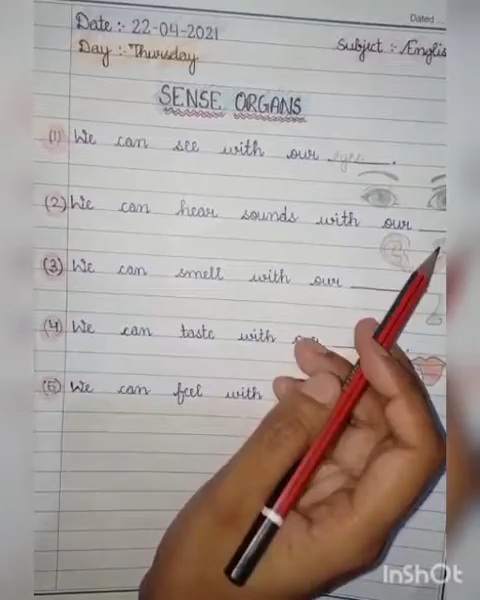 Dated ...
Date :- 22-04-2021
Day :- Thursday
Subject :- Englis
SENSE ORGANS
(1) We can see with our eyes.
(2) We can hear sounds with our
(3) We can smell with our
(4) We can taste with our
(5) We can feel with
InShOt